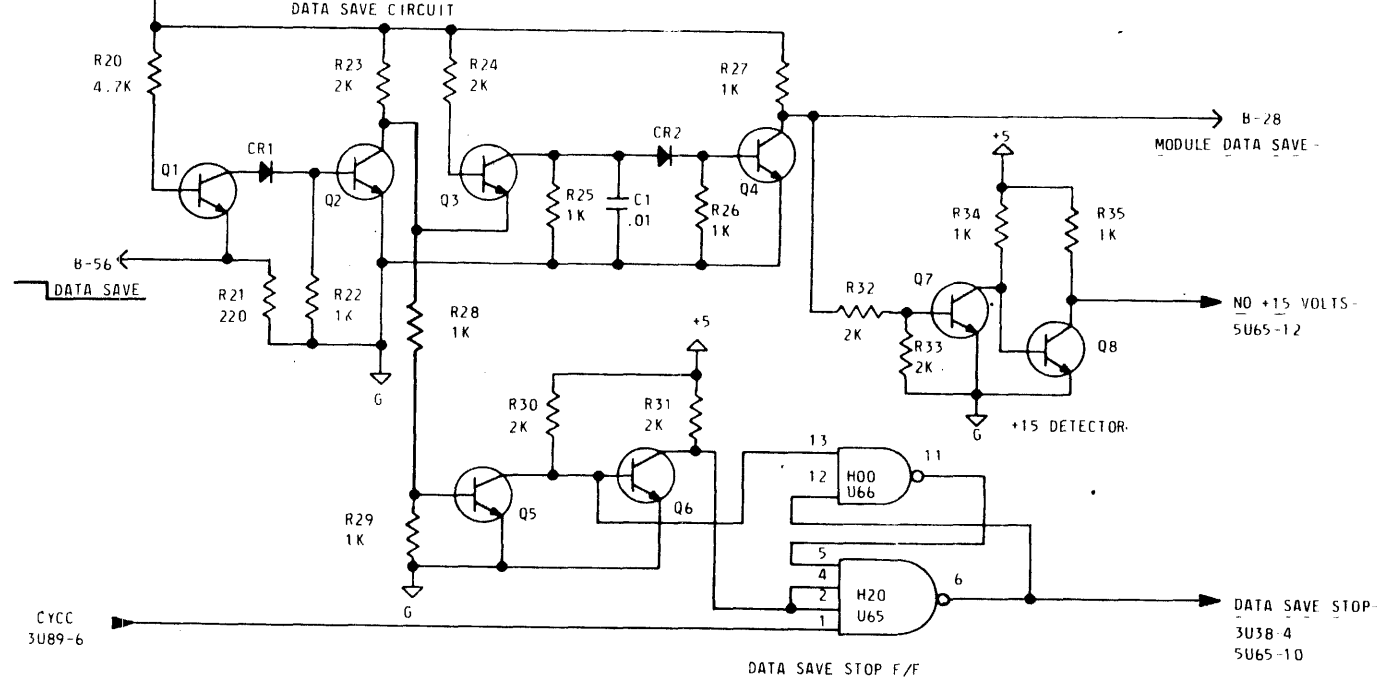 DATA SAVE CIRCUIT
R20
4.7K
R23
2K
R24
2K
R27
1K
B-28
MODULE DATA SAVE -
+5
Q1
CR1
Q2
Q3
R25
1K
C1
.01
CR2
R26
1K
Q4
R34
1K
R35
1K
B-56
DATA SAVE
R21
220
R22
1K
R28
1K
R32
2K
Q7
R33
2K
Q8
NO +15 VOLTS-
5U65-12
G
+5
G
+15 DETECTOR
R30
2K
R31
2K
13
12
H00
U66
11
R29
1K
Q5
Q6
5
4
2
1
H20
U65
6
G
CYCC
3U89-6
DATA SAVE STOP-
3U38-4
5U65-10
DATA SAVE STOP F/F